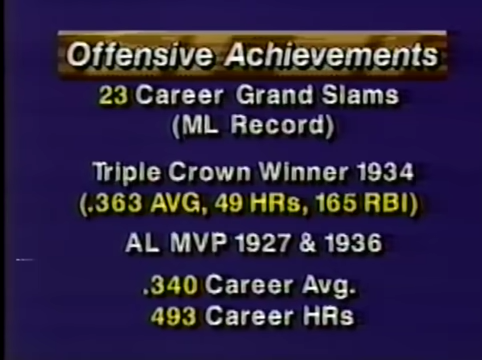 Offensive Achievements
23 Career Grand Slams
(ML Record)
Triple Crown Winner 1934
(.363 AVG, 49 HRs, 165 RBI)
AL MVP 1927 & 1936
.340 Career Avg.
493 Career HRs